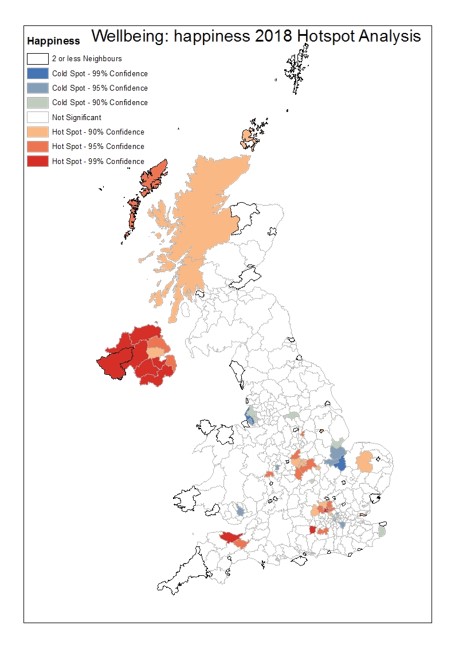 Wellbeing: happiness 2018 Hotspot Analysis
Happiness
2 or less Neighbours
Cold Spot - 99% Confidence
Cold Spot - 95% Confidence
Cold Spot - 90% Confidence
Not Significant
Hot Spot - 90% Confidence
Hot Spot - 95% Confidence
Hot Spot - 99% Confidence